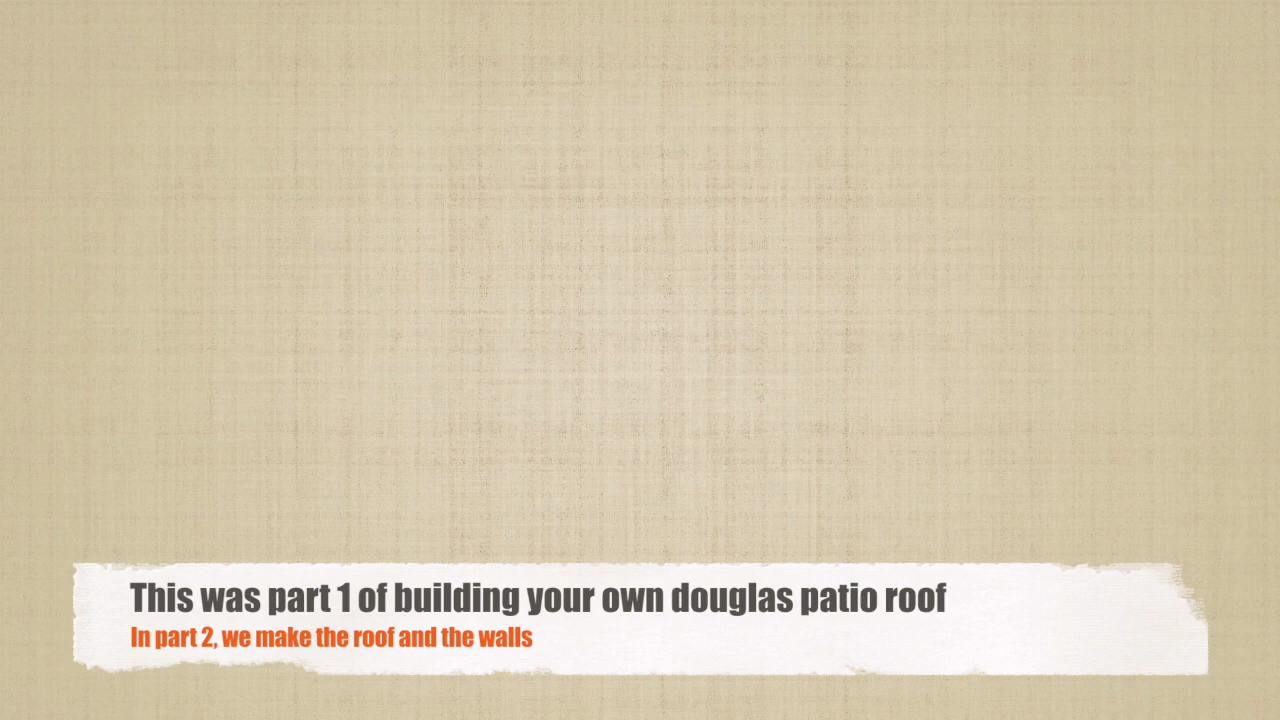 This was part 1 of building your own douglas patio roof
In part 2, we make the roof and the walls